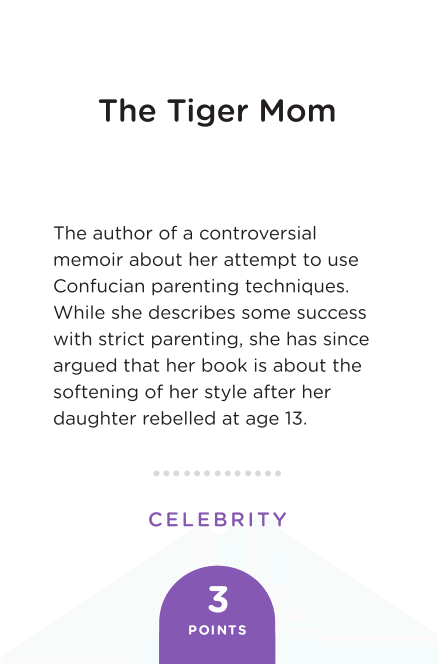 The Tiger Mom
The author of a controversial
memoir about her attempt to use
Confucian parenting techniques.
While she describes some success
with strict parenting, she has since
argued that her book is about the
softening of her style after her
daughter rebelled at age 13.
CELEBRITY
3
POINTS